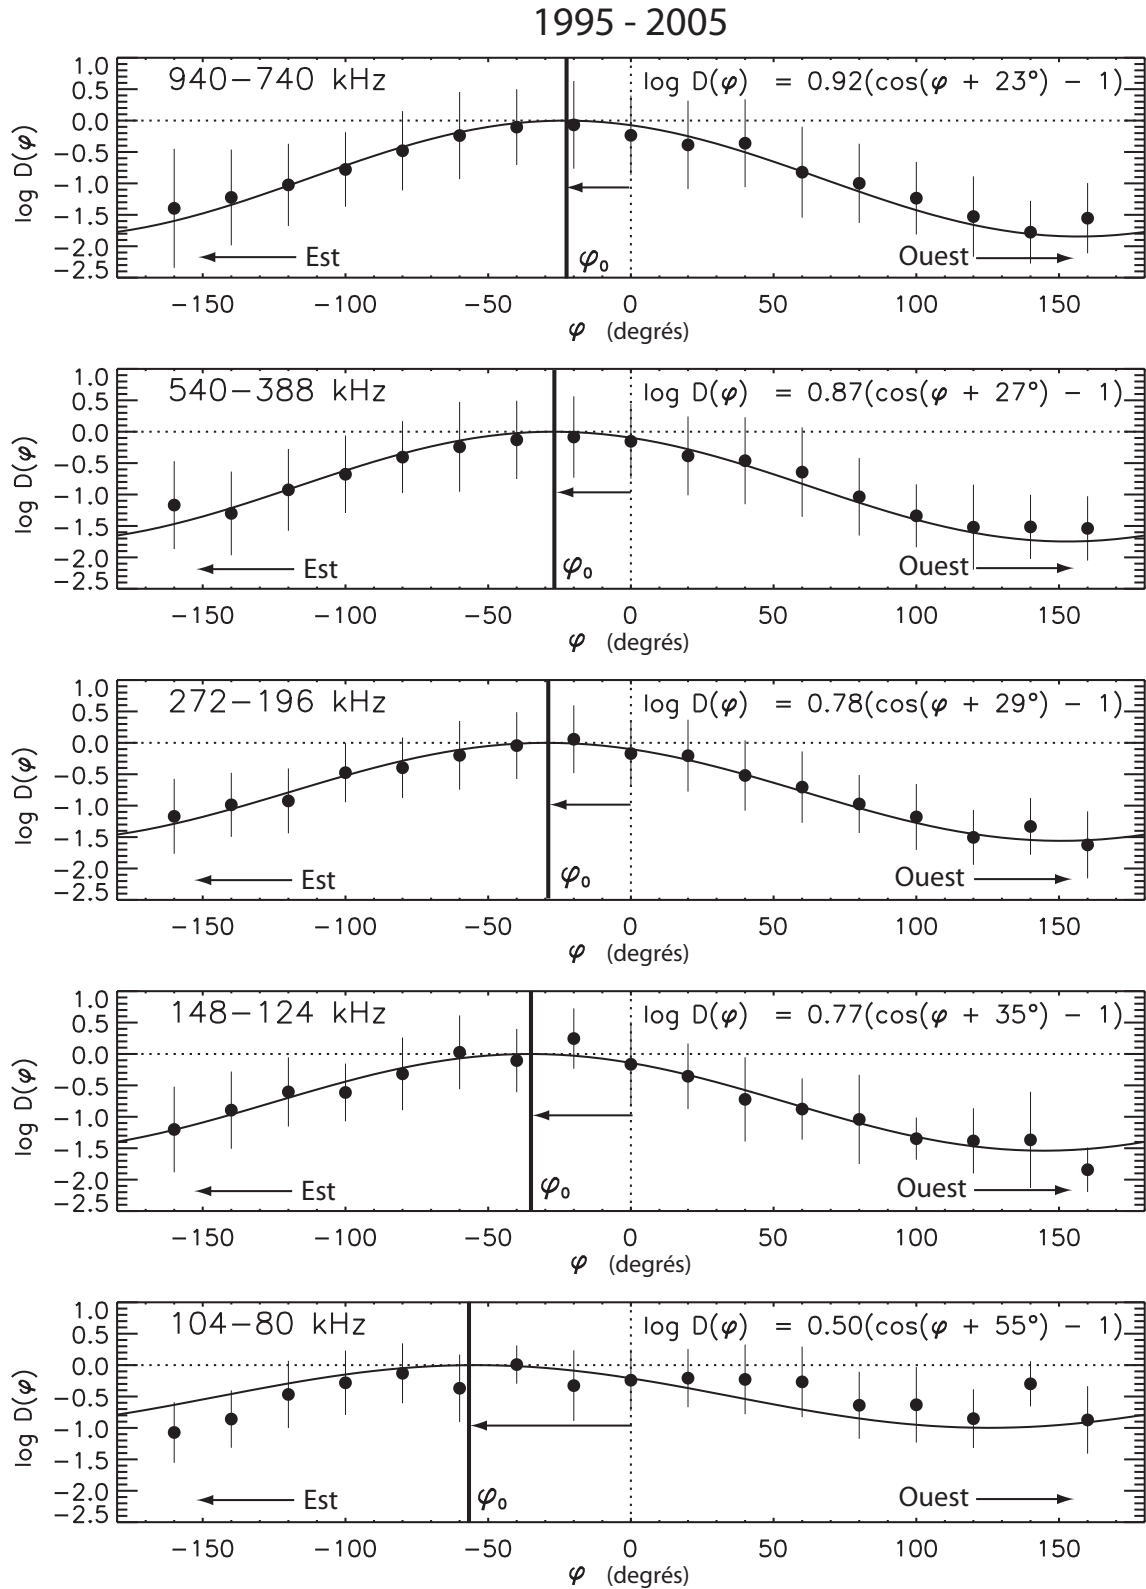 1995 - 2005
940–740 kHz
log D(φ) = 0.92(cos(φ + 23°) − 1)
log D(φ)
1.0
0.5
0.0
−0.5
−1.0
−1.5
−2.0
−2.5
Est
φ₀
Ouest
−150 −100 −50 0 50 100 150
φ (degrés)
540–388 kHz
log D(φ) = 0.87(cos(φ + 27°) − 1)
log D(φ)
1.0
0.5
0.0
−0.5
−1.0
−1.5
−2.0
−2.5
Est
φ₀
Ouest
−150 −100 −50 0 50 100 150
φ (degrés)
272–196 kHz
log D(φ) = 0.78(cos(φ + 29°) − 1)
log D(φ)
1.0
0.5
0.0
−0.5
−1.0
−1.5
−2.0
−2.5
Est
φ₀
Ouest
−150 −100 −50 0 50 100 150
φ (degrés)
148–124 kHz
log D(φ) = 0.77(cos(φ + 35°) − 1)
log D(φ)
1.0
0.5
0.0
−0.5
−1.0
−1.5
−2.0
−2.5
Est
φ₀
Ouest
−150 −100 −50 0 50 100 150
φ (degrés)
104–80 kHz
log D(φ) = 0.50(cos(φ + 55°) − 1)
log D(φ)
1.0
0.5
0.0
−0.5
−1.0
−1.5
−2.0
−2.5
Est
φ₀
Ouest
−150 −100 −50 0 50 100 150
φ (degrés)